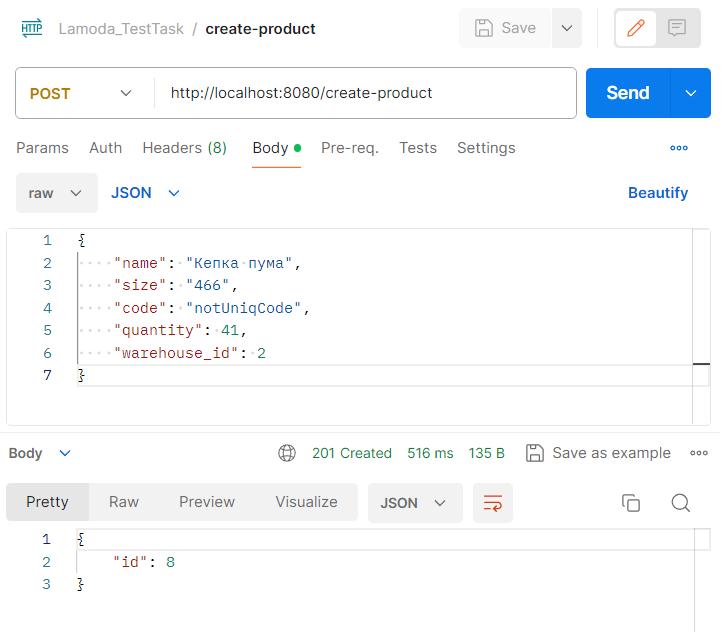 HTTP Lamoda_TestTask / create-product Save
POST http://localhost:8080/create-product Send
Params Auth Headers (8) Body Pre-req. Tests Settings
raw JSON Beautify
1 {
2 "name": "Кепка пума",
3 "size": "466",
4 "code": "notUniqCode",
5 "quantity": 41,
6 "warehouse_id": 2
7 }
Body 201 Created 516 ms 135 B Save as example
Pretty Raw Preview Visualize JSON
1 {
2 "id": 8
3 }